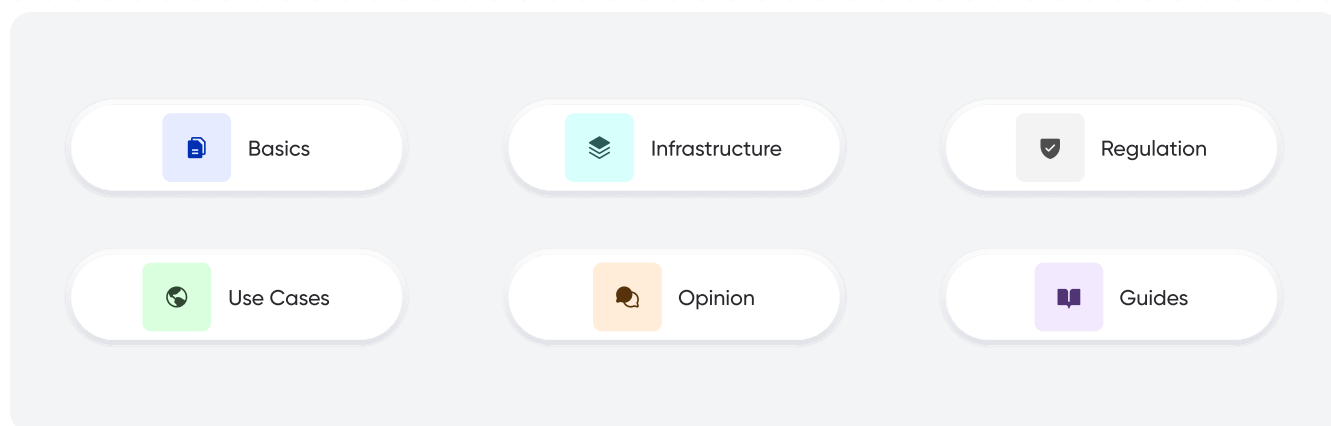 Basics
Infrastructure
Regulation
Use Cases
Opinion
Guides